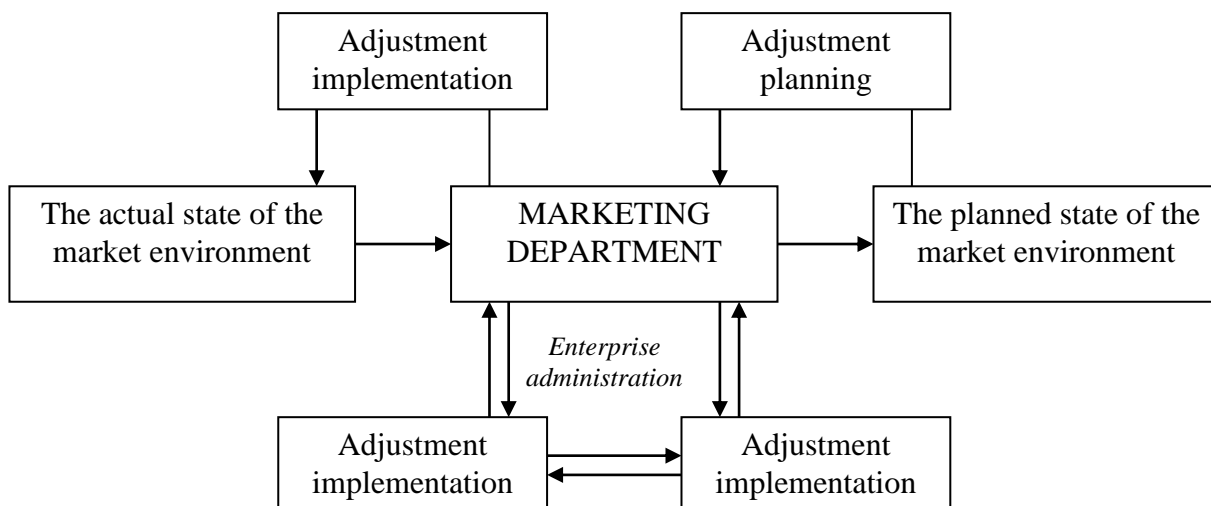 Adjustment
implementation
Adjustment
planning
The actual state of the
market environment
MARKETING
DEPARTMENT
The planned state of the
market environment
Enterprise
administration
Adjustment
implementation
Adjustment
implementation